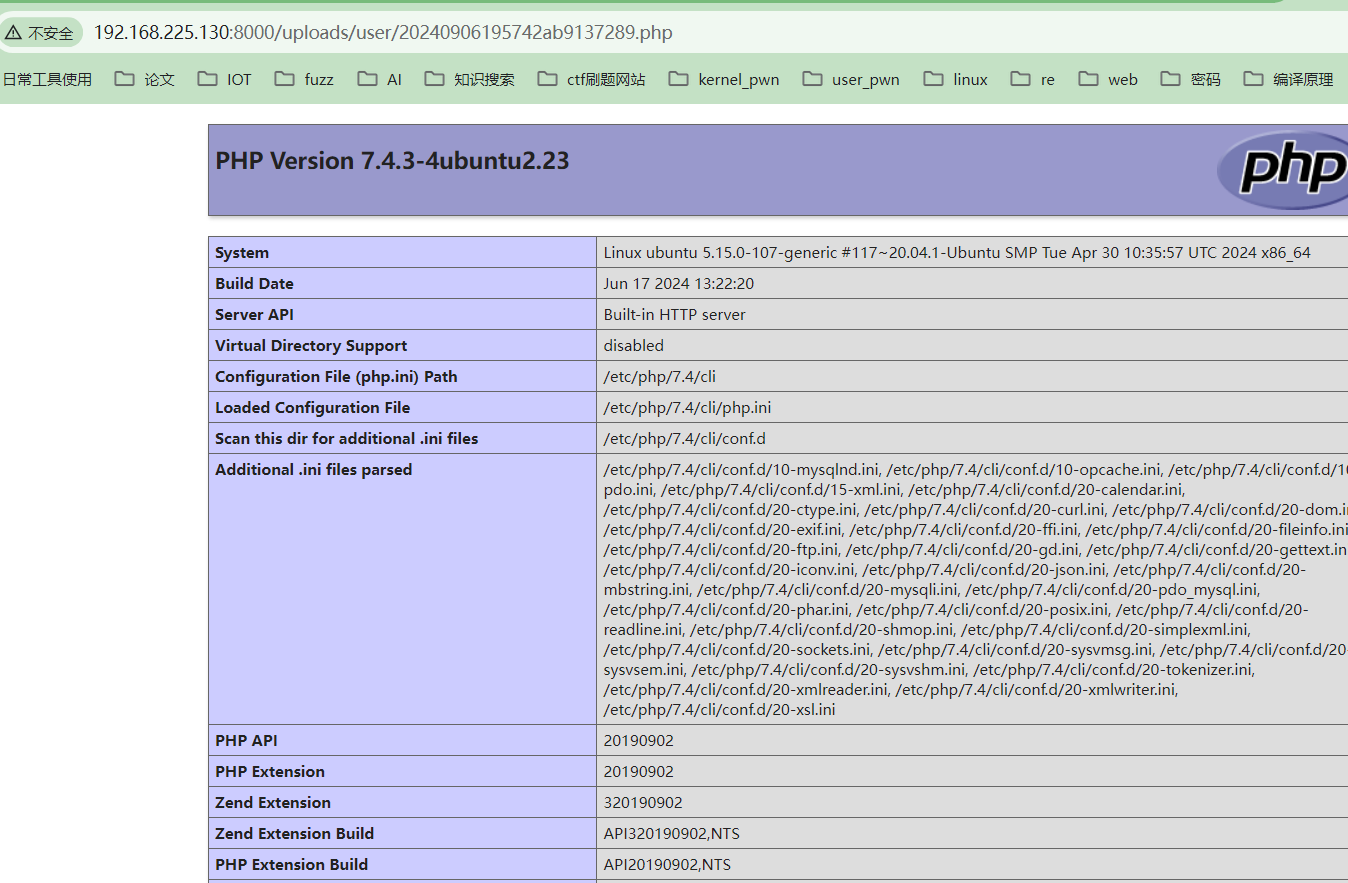 不安全 192.168.225.130:8000/uploads/user/20240906195742ab9137289.php
日常工具使用 论文 IOT fuzz AI 知识搜索 ctf刷题网站 kernel_pwn user_pwn linux re web 密码 编译原理
PHP Version 7.4.3-4ubuntu2.23
php
System Linux ubuntu 5.15.0-107-generic #117~20.04.1-Ubuntu SMP Tue Apr 30 10:35:57 UTC 2024 x86_64
Build Date Jun 17 2024 13:22:20
Server API Built-in HTTP server
Virtual Directory Support disabled
Configuration File (php.ini) Path /etc/php/7.4/cli
Loaded Configuration File /etc/php/7.4/cli/php.ini
Scan this dir for additional .ini files /etc/php/7.4/cli/conf.d
Additional .ini files parsed /etc/php/7.4/cli/conf.d/10-mysqlnd.ini, /etc/php/7.4/cli/conf.d/10-opcache.ini, /etc/php/7.4/cli/conf.d/10
pdo.ini, /etc/php/7.4/cli/conf.d/15-xml.ini, /etc/php/7.4/cli/conf.d/20-calendar.ini,
/etc/php/7.4/cli/conf.d/20-ctype.ini, /etc/php/7.4/cli/conf.d/20-curl.ini, /etc/php/7.4/cli/conf.d/20-dom.in
/etc/php/7.4/cli/conf.d/20-exif.ini, /etc/php/7.4/cli/conf.d/20-ffi.ini, /etc/php/7.4/cli/conf.d/20-fileinfo.ini
/etc/php/7.4/cli/conf.d/20-ftp.ini, /etc/php/7.4/cli/conf.d/20-gd.ini, /etc/php/7.4/cli/conf.d/20-gettext.in
/etc/php/7.4/cli/conf.d/20-iconv.ini, /etc/php/7.4/cli/conf.d/20-json.ini, /etc/php/7.4/cli/conf.d/20-
mbstring.ini, /etc/php/7.4/cli/conf.d/20-mysqli.ini, /etc/php/7.4/cli/conf.d/20-pdo_mysql.ini,
/etc/php/7.4/cli/conf.d/20-phar.ini, /etc/php/7.4/cli/conf.d/20-posix.ini, /etc/php/7.4/cli/conf.d/20-
readline.ini, /etc/php/7.4/cli/conf.d/20-shmop.ini, /etc/php/7.4/cli/conf.d/20-simplexml.ini,
/etc/php/7.4/cli/conf.d/20-sockets.ini, /etc/php/7.4/cli/conf.d/20-sysvmsg.ini, /etc/php/7.4/cli/conf.d/20
sysvsem.ini, /etc/php/7.4/cli/conf.d/20-sysvshm.ini, /etc/php/7.4/cli/conf.d/20-tokenizer.ini,
/etc/php/7.4/cli/conf.d/20-xmlreader.ini, /etc/php/7.4/cli/conf.d/20-xmlwriter.ini,
/etc/php/7.4/cli/conf.d/20-xsl.ini
PHP API 20190902
PHP Extension 20190902
Zend Extension 320190902
Zend Extension Build API320190902,NTS
PHP Extension Build API20190902,NTS